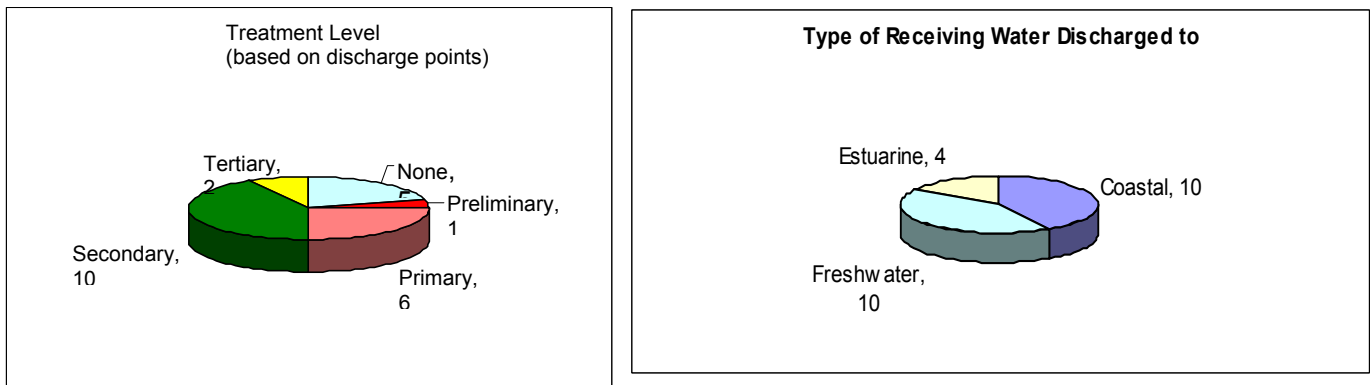 Treatment Level
(based on discharge points)
Tertiary,
2
None,
5
Preliminary,
1
Secondary,
10
Primary,
6
Type of Receiving Water Discharged to
Estuarine, 4
Coastal, 10
Freshwater,
10